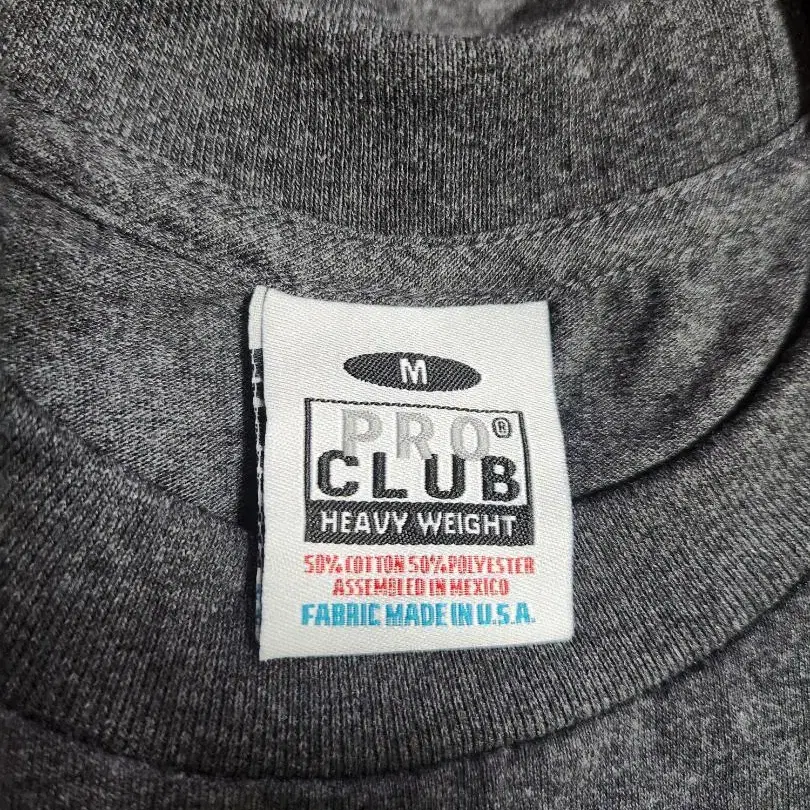 M
PRO®
CLUB
HEAVY WEIGHT
50% COTTON 50% POLYESTER
ASSEMBLED IN MEXICO
FABRIC MADE IN U.S.A.